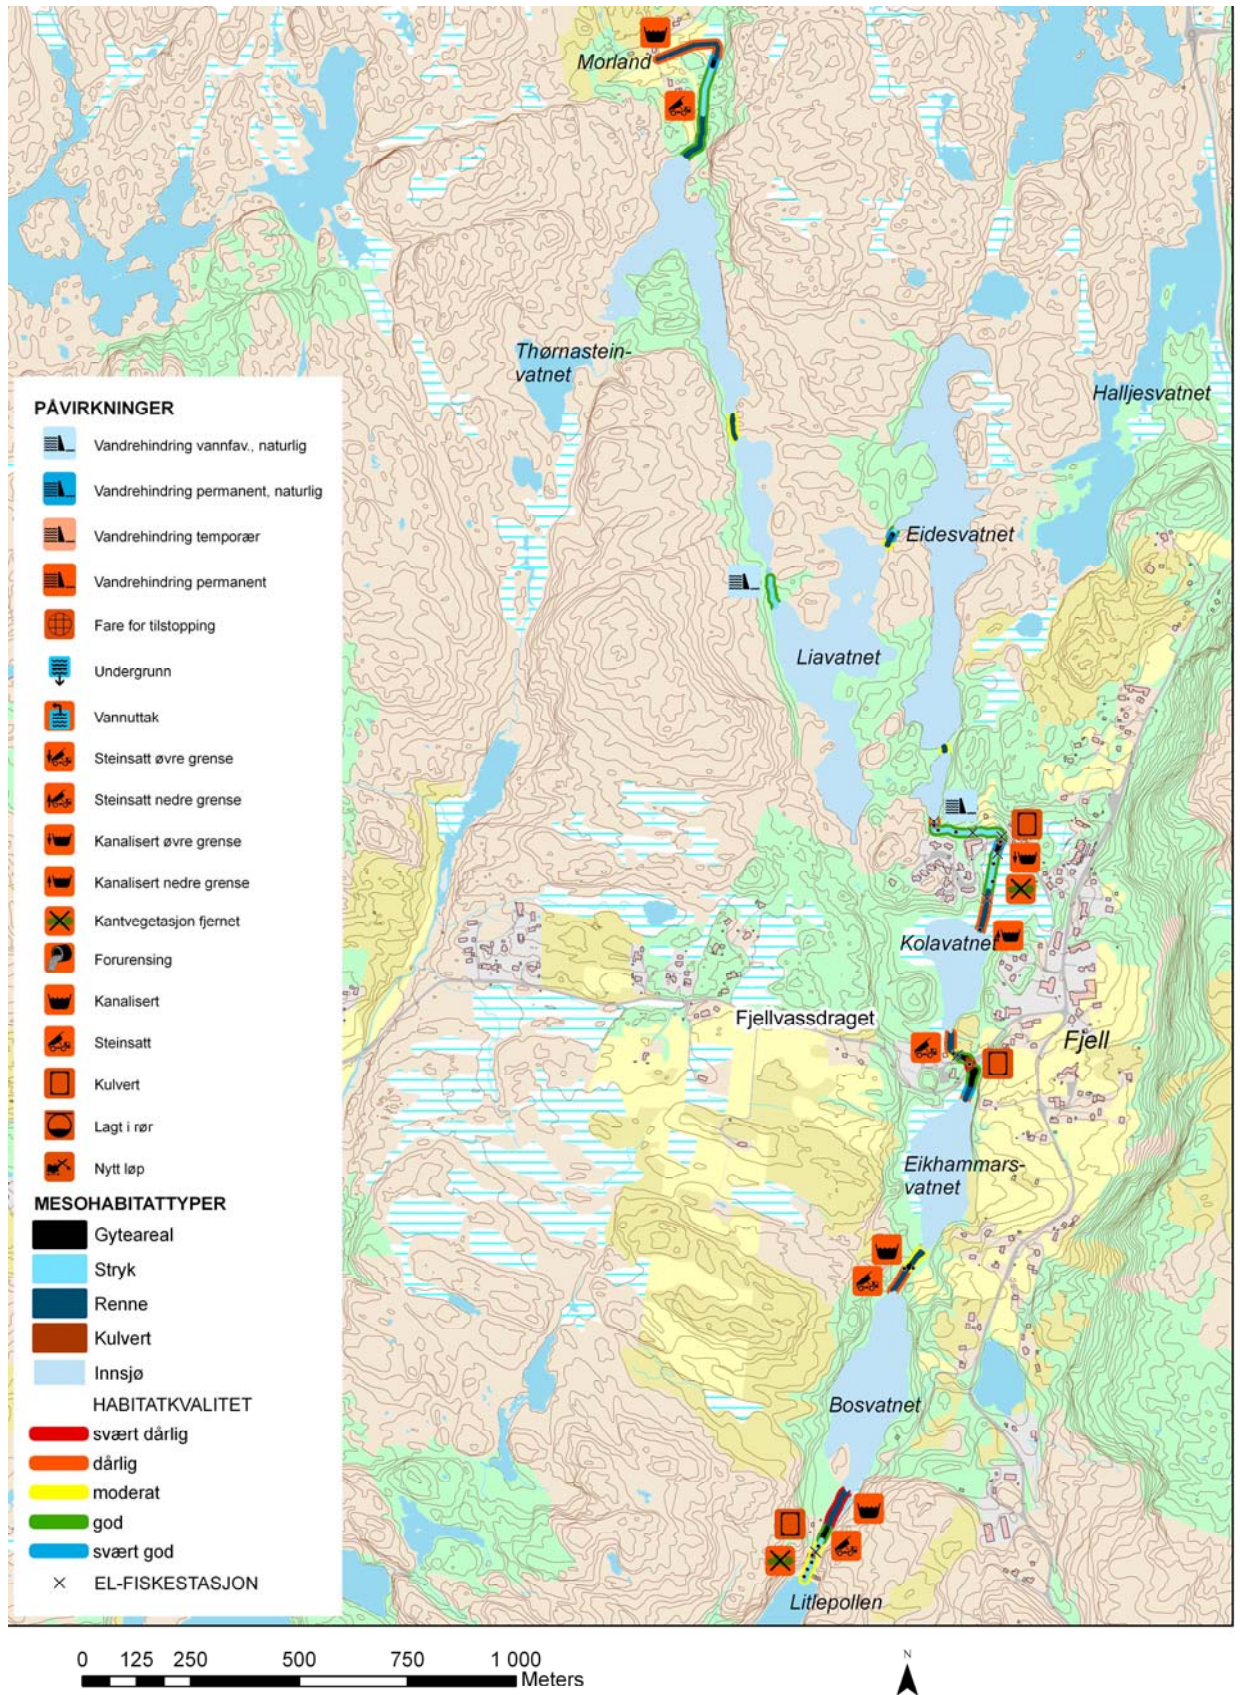 Morland
Thørnastein-
vatnet
Halljesvatnet
Eidesvatnet
Liavatnet
Kolavatnet
Fjellvassdraget
Fjell
Eikhammars-
vatnet
Bosvatnet
Litlepollen
PÅVIRKNINGER
Vandrehindring vannfav., naturlig
Vandrehindring permanent, naturlig
Vandrehindring temporær
Vandrehindring permanent
Fare for tilstopping
Undergrunn
Vannuttak
Steinsatt øvre grense
Steinsatt nedre grense
Kanalisert øvre grense
Kanalisert nedre grense
Kantvegetasjon fjernet
Forurensing
Kanalisert
Steinsatt
Kulvert
Lagt i rør
Nytt løp
MESOHABITATTYPER
Gyteareal
Stryk
Renne
Kulvert
Innsjø
HABITATKVALITET
svært dårlig
dårlig
moderat
god
svært god
EL-FISKESTASJON
0 125 250 500 750 1 000
Meters
N